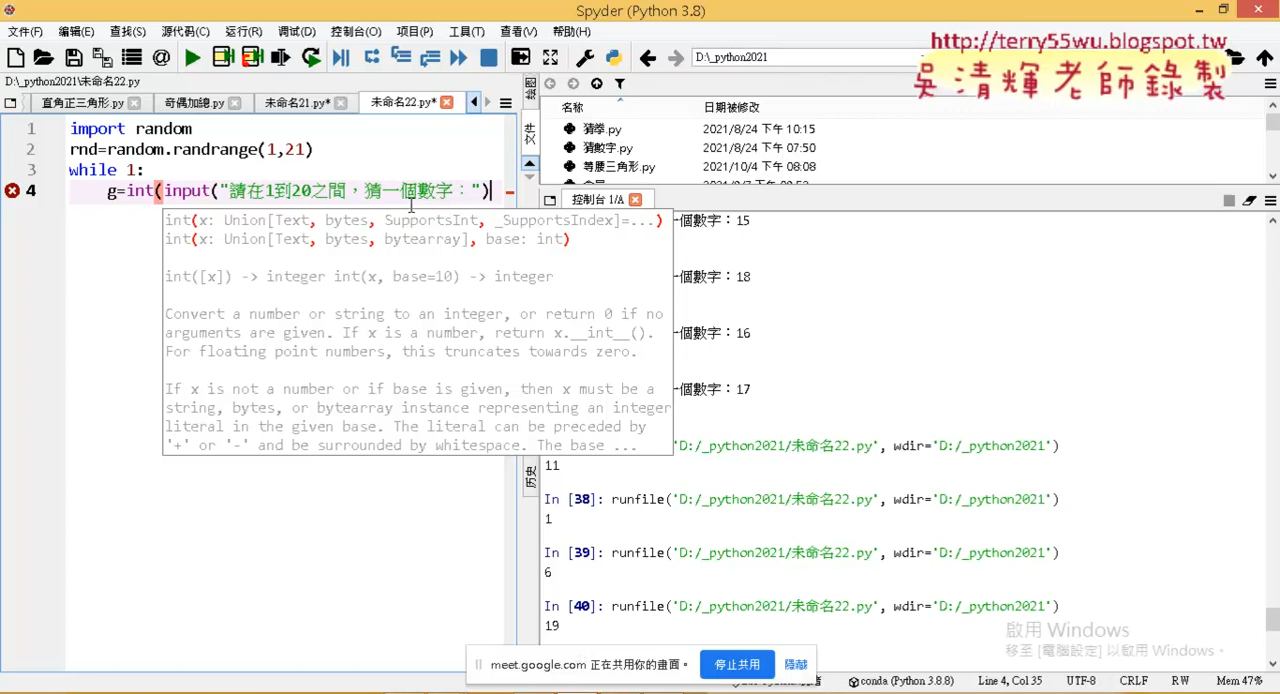 Spyder (Python 3.8)
文件(F) 编辑(E) 查找(S) 源代码(C) 运行(R) 调试(D) 控制台(O) 项目(P) 工具(T) 查看(V) 帮助(H)
D:\_python2021
http://terry55wu.blogspot.tw
吳清輝老師錄製
D:\_python2021\未命名22.py
直角正三角形.py 奇偶加總.py 未命名21.py* 未命名22.py*
名称 日期被修改
猜拳.py 2021/8/24 下午 10:15
猜數字.py 2021/8/24 下午 07:50
等腰三角形.py 2021/10/4 下午 08:08
文件
历史
1 import random
2 rnd=random.randrange(1,21)
3 while 1:
4 g=int(input("請在1到20之間，猜一個數字：")
int(x: Union[Text, bytes, SupportsInt, _SupportsIndex]=...)
int(x: Union[Text, bytes, bytearray], base: int)
int([x]) -> integer int(x, base=10) -> integer
Convert a number or string to an integer, or return 0 if no
arguments are given. If x is a number, return x.__int__().
For floating point numbers, this truncates towards zero.
If x is not a number or if base is given, then x must be a
string, bytes, or bytearray instance representing an integer
literal in the given base. The literal can be preceded by
'+' or '-' and be surrounded by whitespace. The base ...
控制台 1/A
個數字：15
個數字：18
個數字：16
個數字：17
'D:/_python2021/未命名22.py', wdir='D:/_python2021')
11
In [38]: runfile('D:/_python2021/未命名22.py', wdir='D:/_python2021')
1
In [39]: runfile('D:/_python2021/未命名22.py', wdir='D:/_python2021')
6
In [40]: runfile('D:/_python2021/未命名22.py', wdir='D:/_python2021')
19
啟用 Windows
移至 [電腦設定] 以啟用 Windows。
meet.google.com 正在共用你的畫面。 停止共用 隱藏
conda (Python 3.8.8) Line 4, Col 35 UTF-8 CRLF RW Mem 47%